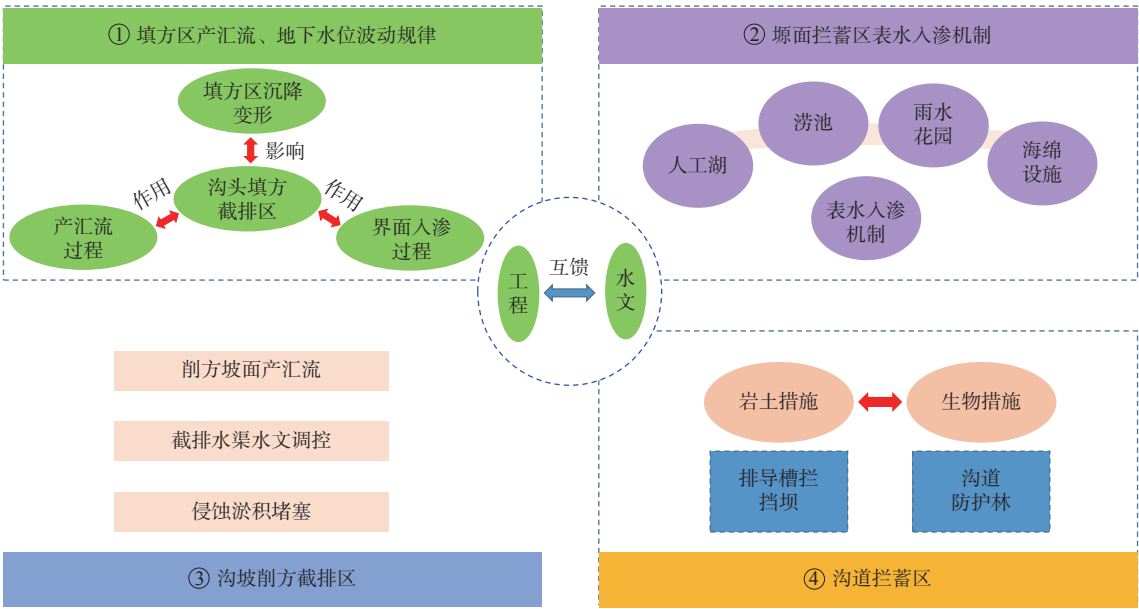 ① 填方区产汇流、地下水位波动规律
填方区沉降
变形
影响
作用
沟头填方
截排区
作用
产汇流
过程
界面入渗
过程
② 塬面拦蓄区表水入渗机制
人工湖
涝池
雨水
花园
海绵
设施
表水入渗
机制
工
程
互馈
水
文
削方坡面产汇流
截排水渠水文调控
侵蚀淤积堵塞
③ 沟坡削方截排区
岩土措施
生物措施
排导槽拦
挡坝
沟道
防护林
④ 沟道拦蓄区